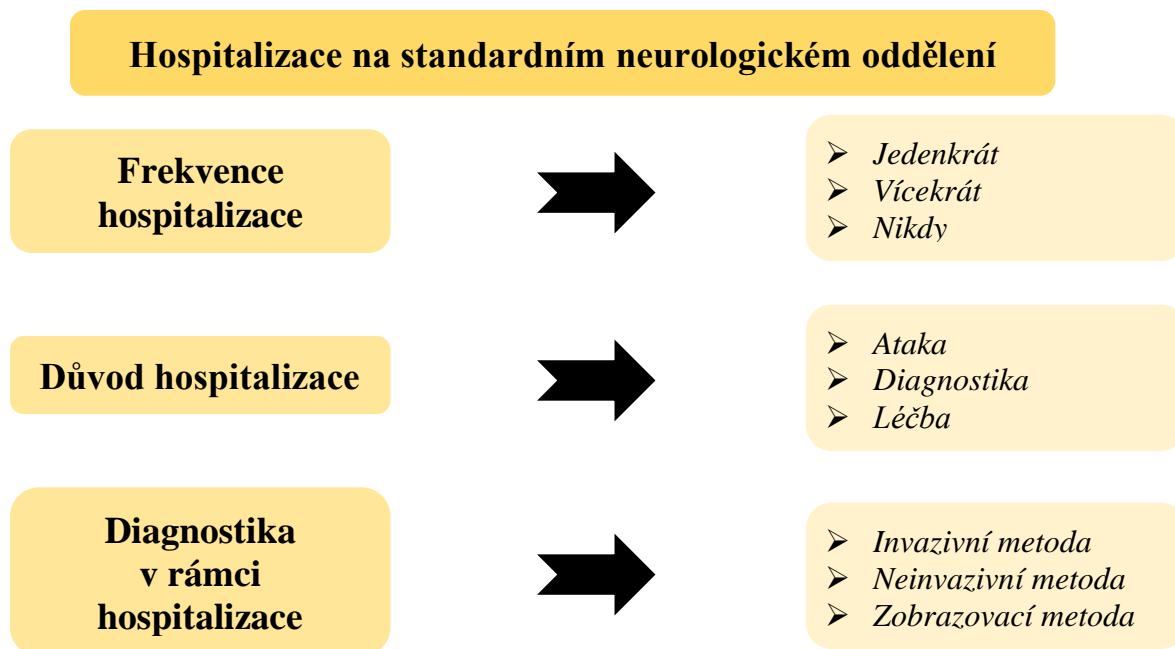 Hospitalizace na standardním neurologickém oddělení
Frekvence
hospitalizace
➢ Jedenkrát
➢ Vícekrát
➢ Nikdy
Důvod hospitalizace
➢ Ataka
➢ Diagnostika
➢ Léčba
Diagnostika
v rámci
hospitalizace
➢ Invazivní metoda
➢ Neinvazivní metoda
➢ Zobrazovací metoda